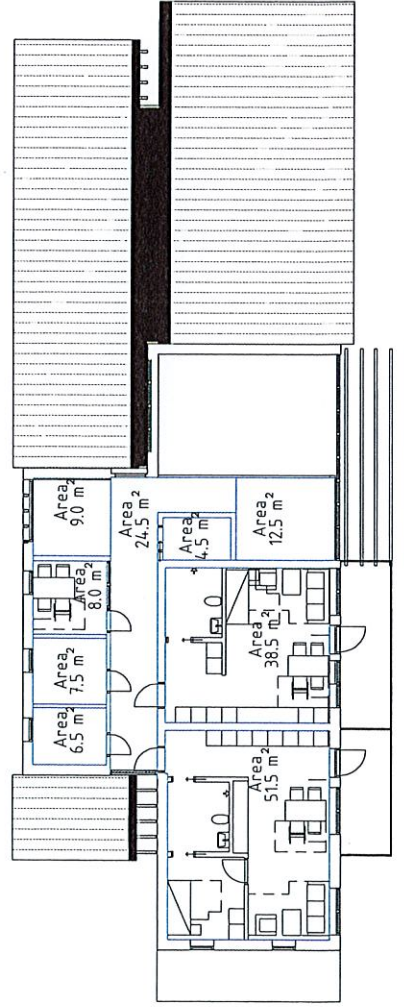 Area
9.0 m²
Area
8.0 m²
Area
7.5 m²
Area
6.5 m²
Area
24.5 m²
Area
4.5 m²
Area
12.5 m²
Area
38.5 m²
Area
51.5 m²